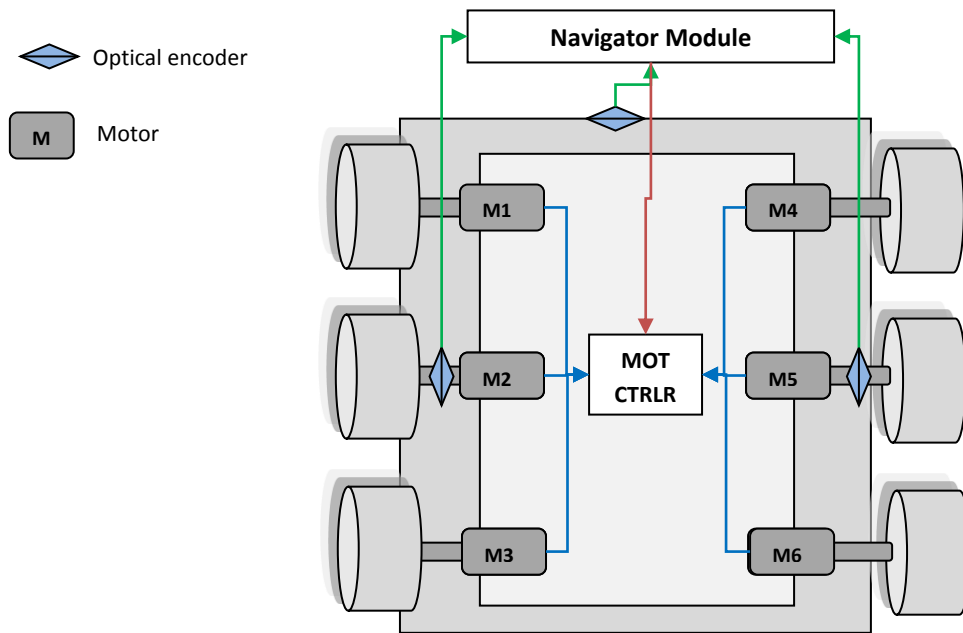 Navigator Module
Optical encoder
M
Motor
M1
M4
M2
MOT
CTRLR
M5
M3
M6